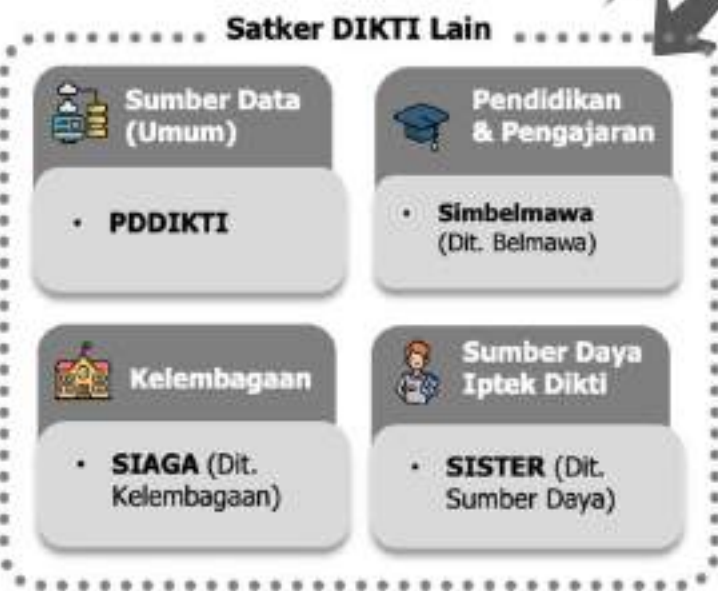 Satker DIKTI Lain
Sumber Data
(Umum)
• PDDIKTI
Pendidikan
& Pengajaran
• Simbelmawa
(Dit. Belmawa)
Kelembagaan
• SIAGA (Dit.
Kelembagaan)
Sumber Daya
Iptek Dikti
• SISTER (Dit.
Sumber Daya)